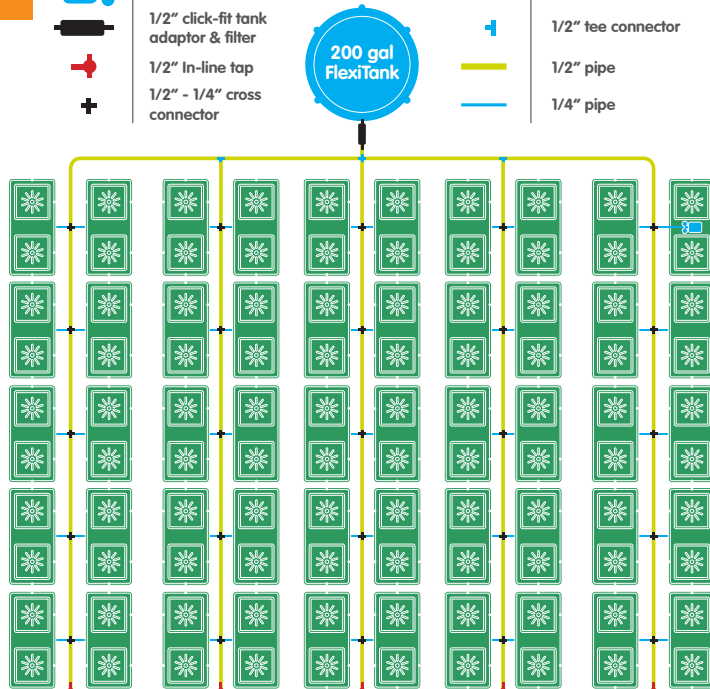 1/2” click-fit tank
adaptor & filter
1/2” In-line tap
1/2” - 1/4” cross
connector
200 gal
FlexiTank
1/2” tee connector
1/2” pipe
1/4” pipe